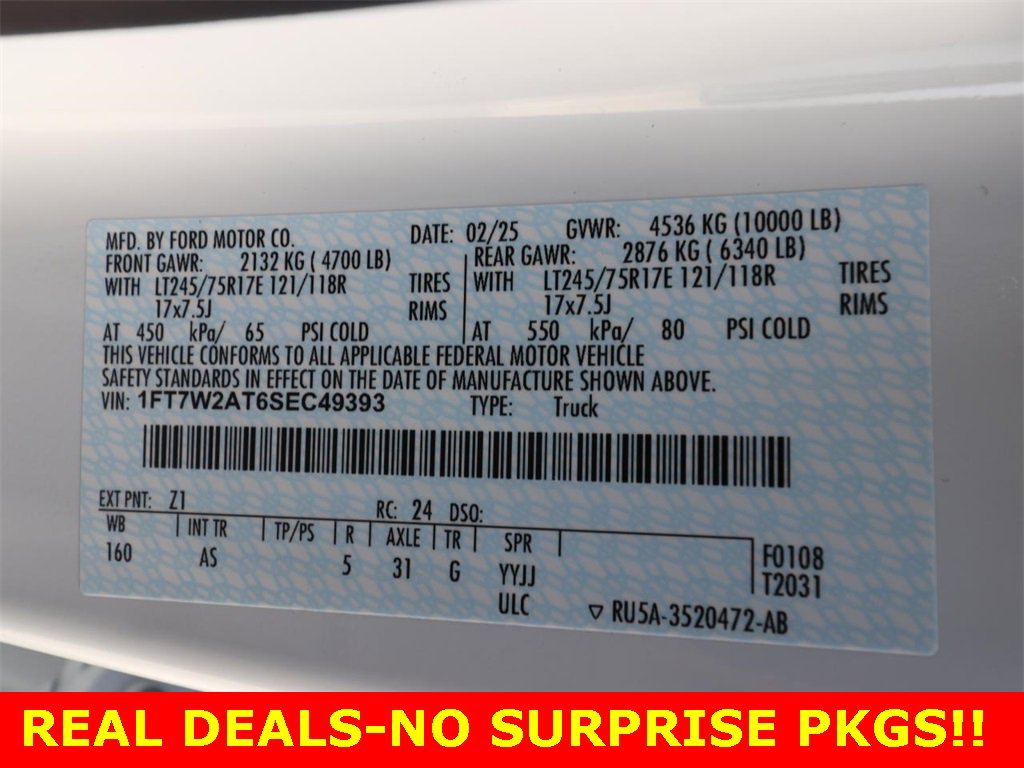 MFD. BY FORD MOTOR CO. DATE: 02/25 GVWR: 4536 KG (10000 LB)
FRONT GAWR: 2132 KG ( 4700 LB) REAR GAWR: 2876 KG ( 6340 LB)
WITH LT245/75R17E 121/118R TIRES WITH LT245/75R17E 121/118R TIRES
17x7.5J RIMS 17x7.5J RIMS
AT 450 kPa/ 65 PSI COLD AT 550 kPa/ 80 PSI COLD
THIS VEHICLE CONFORMS TO ALL APPLICABLE FEDERAL MOTOR VEHICLE
SAFETY STANDARDS IN EFFECT ON THE DATE OF MANUFACTURE SHOWN ABOVE.
VIN: 1FT7W2AT6SEC49393 TYPE: Truck
EXT PNT: Z1 RC: 24 DSO:
WB INT TR TP/PS R AXLE TR SPR
160 AS 5 31 G YYJJ F0108
ULC T2031
RU5A-3520472-AB
REAL DEALS-NO SURPRISE PKGS!!